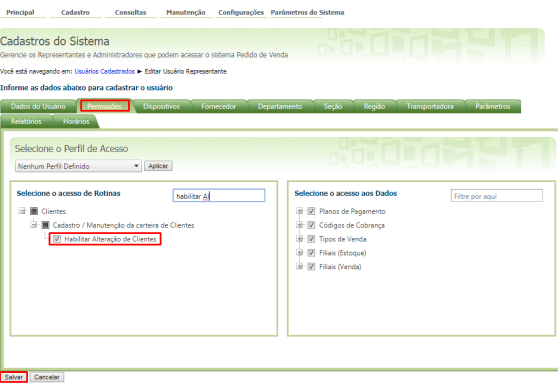 Principal Cadastro Consultas Manutenção Configurações Parâmetros do Sistema
Cadastros do Sistema
Gerencie os Representantes e Administradores que podem acessar o sistema Pedido de Venda
Você está navegando em: Usuários Cadastrados ► Editar Usuário Representante
Informe as dados abaixo para cadastrar o usuário
Dados do Usuário Permissões Dispositivos Fornecedor Departamento Seção Região Transportadora Parâmetros
Relatórios Horários
Selecione o Perfil de Acesso
Nenhum Perfil Definido Aplicar
Selecione o acesso de Rotinas habilitar Al
Clientes
Cadastro / Manutenção da carteira de Clientes
Habilitar Alteração de Clientes
Selecione o acesso aos Dados Filtre por aqui
Planos de Pagamento
Códigos de Cobrança
Tipos de Venda
Filiais (Estoque)
Filiais (Venda)
Salvar Cancelar